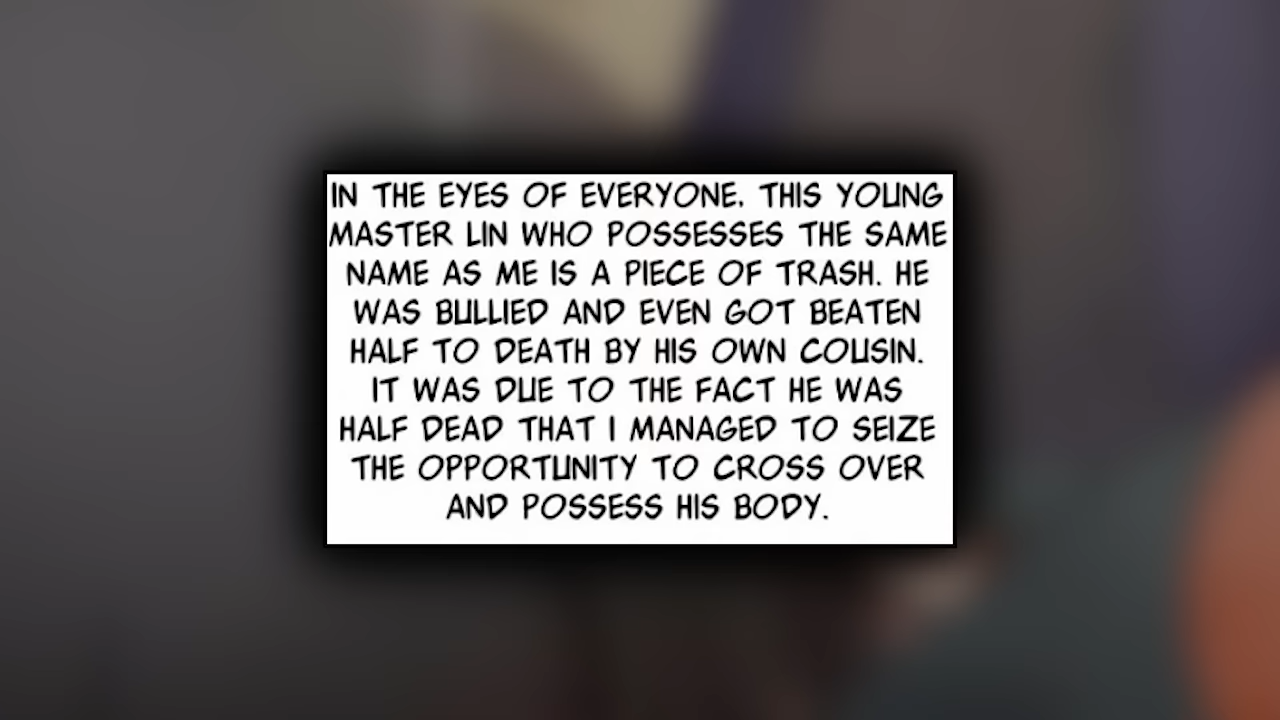 IN THE EYES OF EVERYONE, THIS YOUNG
MASTER LIN WHO POSSESSES THE SAME
NAME AS ME IS A PIECE OF TRASH. HE
WAS BULLIED AND EVEN GOT BEATEN
HALF TO DEATH BY HIS OWN COUSIN.
IT WAS DUE TO THE FACT HE WAS
HALF DEAD THAT I MANAGED TO SEIZE
THE OPPORTUNITY TO CROSS OVER
AND POSSESS HIS BODY.